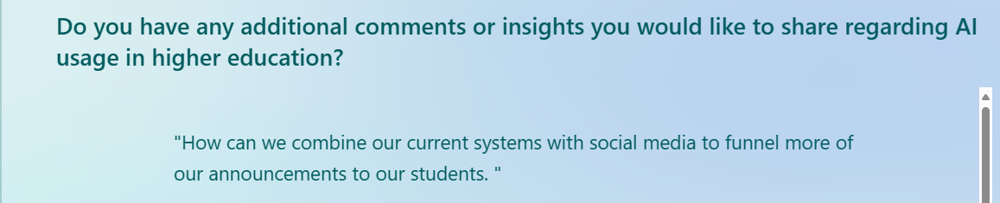 Do you have any additional comments or insights you would like to share regarding AI
usage in higher education?
"How can we combine our current systems with social media to funnel more of
our announcements to our students. "